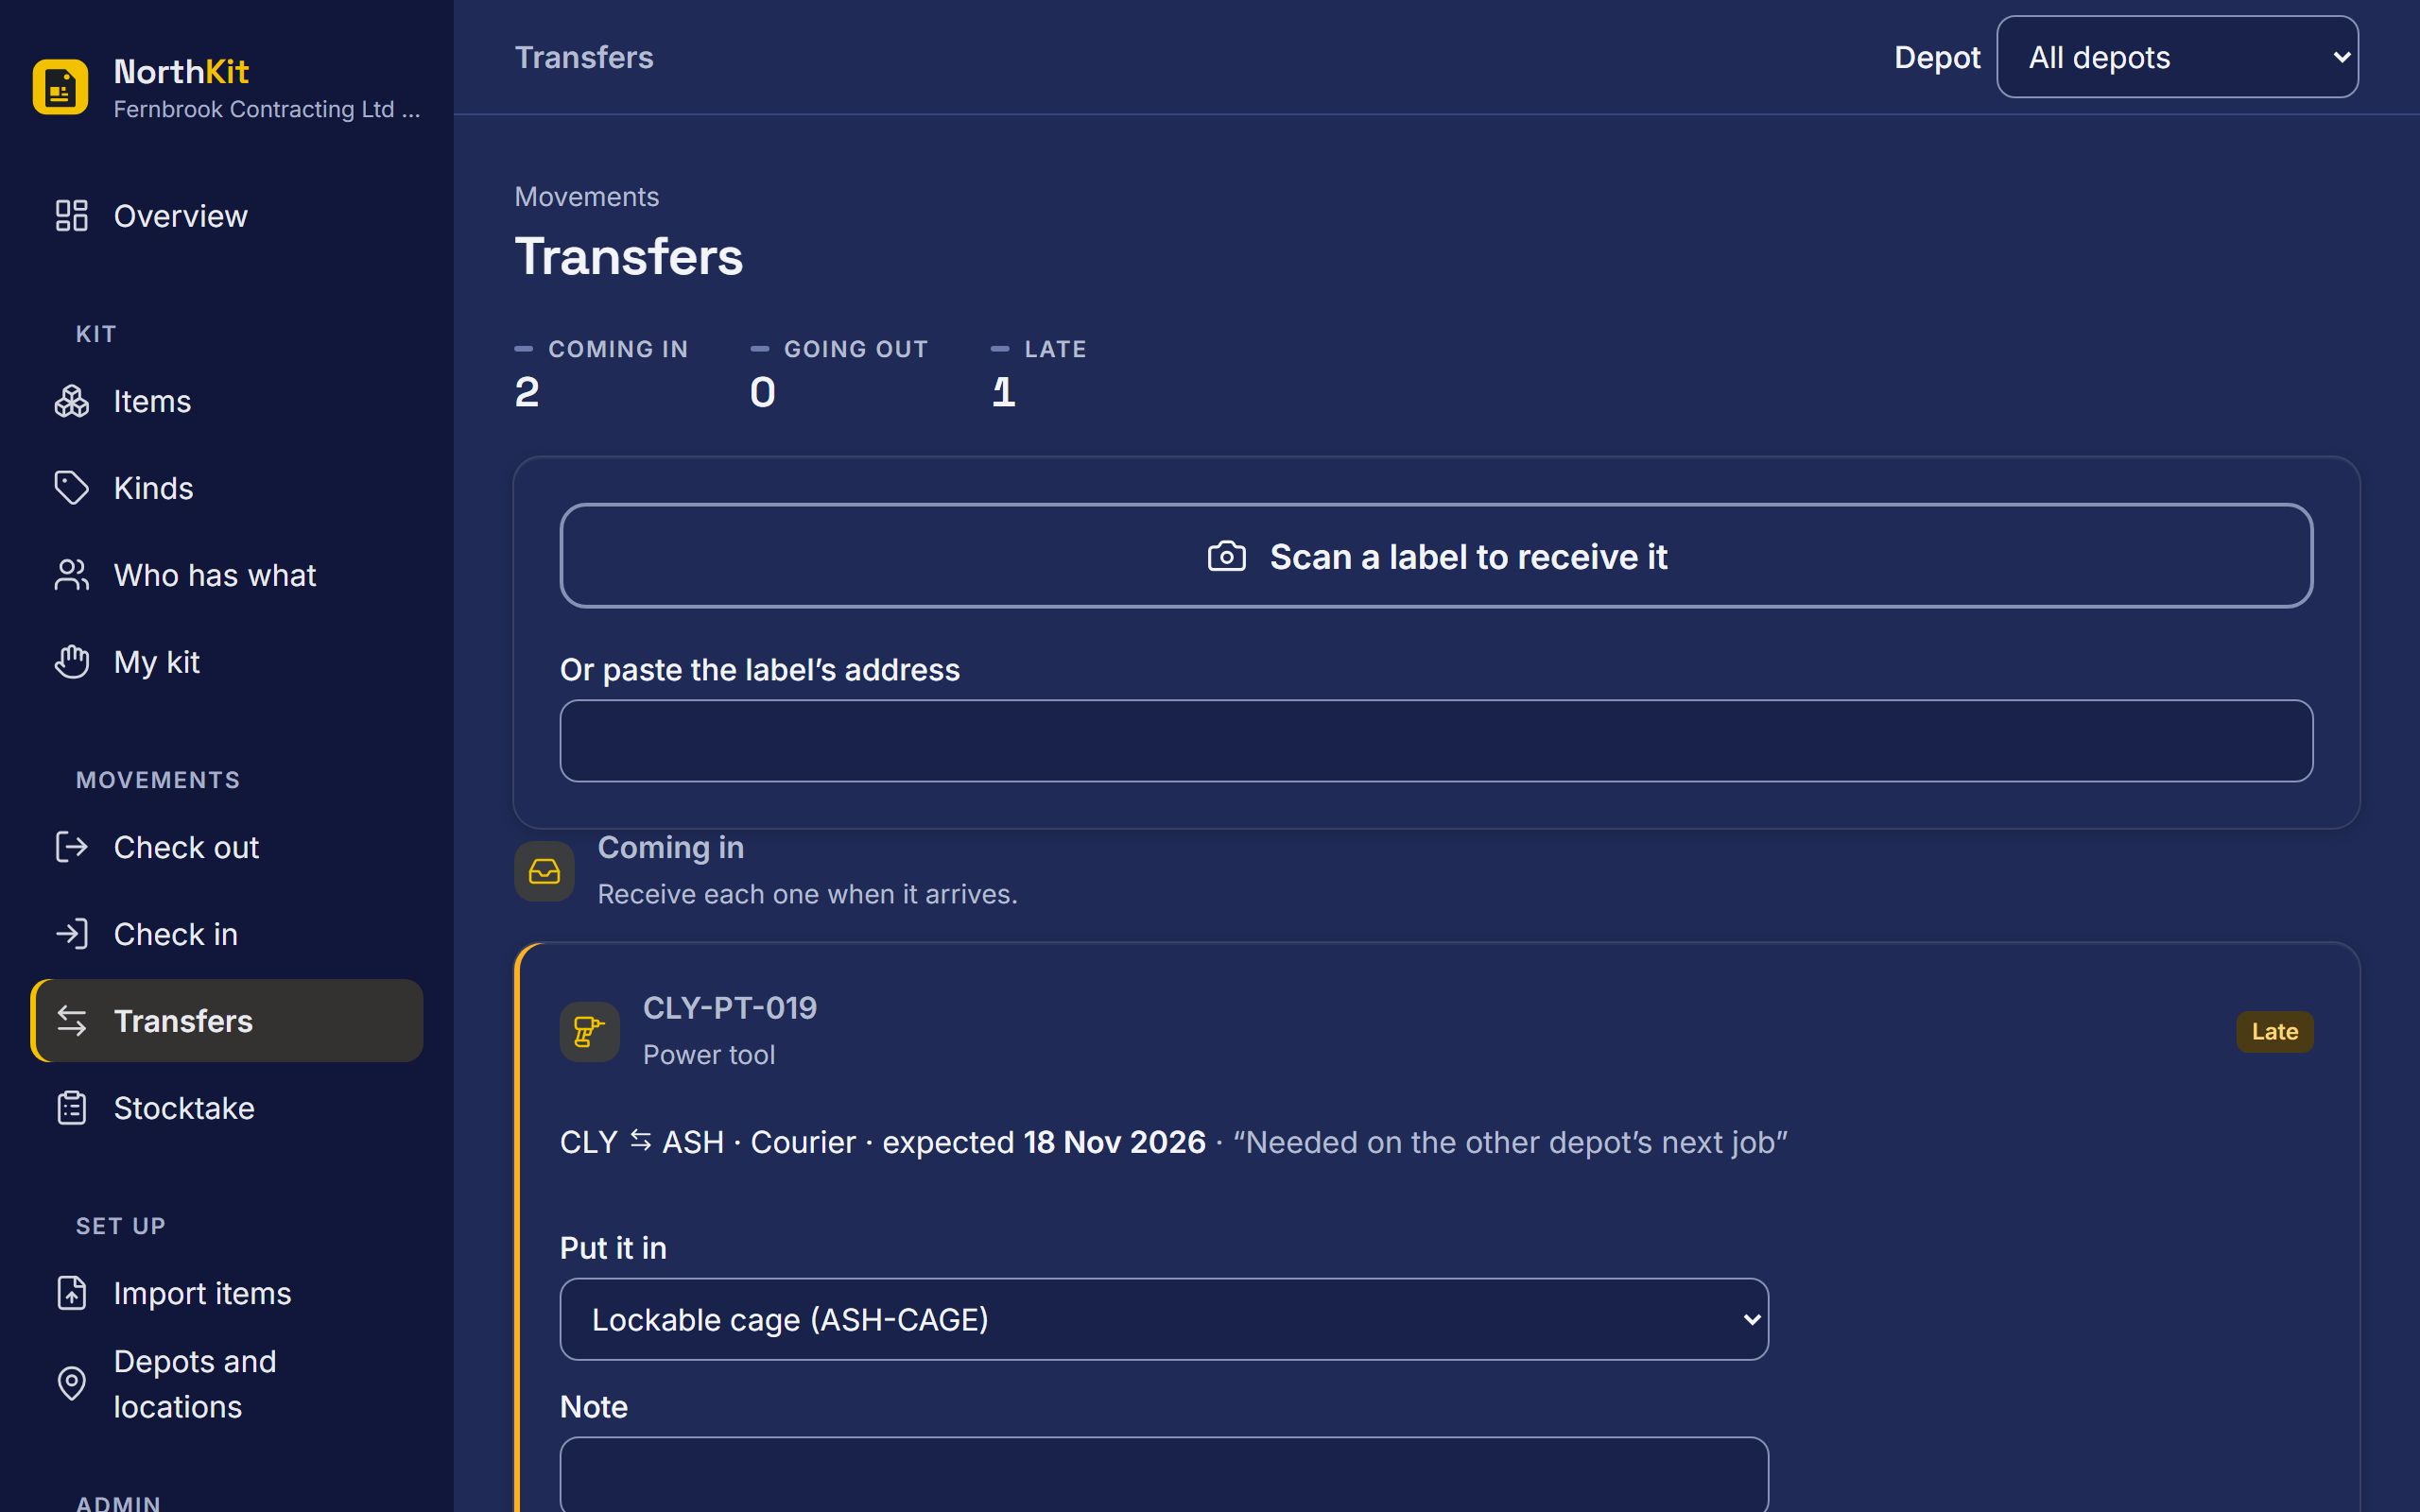 NorthKit
Fernbrook Contracting Ltd ...
Overview
KIT
Items
Kinds
Who has what
My kit
MOVEMENTS
Check out
Check in
Transfers
Stocktake
SET UP
Import items
Depots and
locations
ADMIN
Transfers
Depot
All depots
Movements
Transfers
COMING IN
2
GOING OUT
0
LATE
1
Scan a label to receive it
Or paste the label’s address
Coming in
Receive each one when it arrives.
CLY-PT-019
Power tool
Late
CLY ⇆ ASH · Courier · expected 18 Nov 2026 · “Needed on the other depot’s next job”
Put it in
Lockable cage (ASH-CAGE)
Note